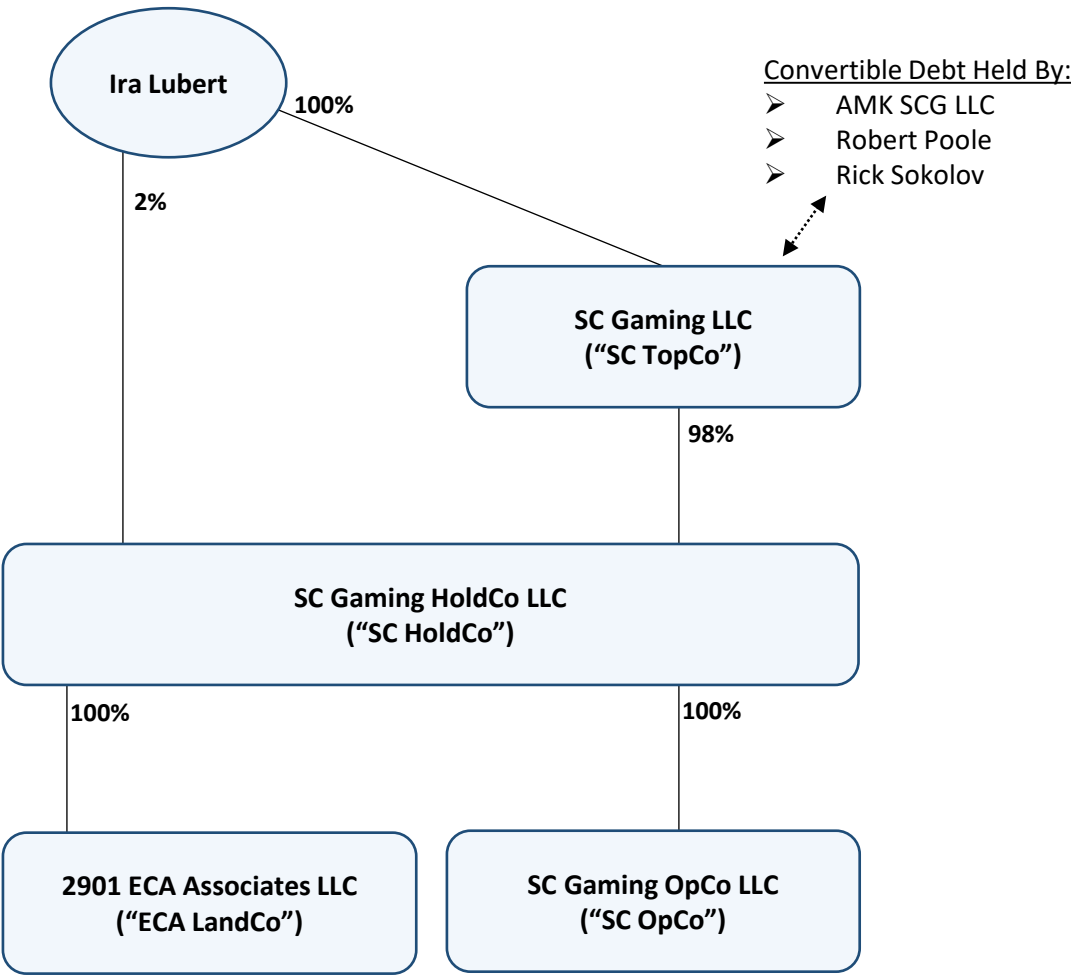 Ira Lubert
100%
2%
Convertible Debt Held By:
➢ AMK SCG LLC
➢ Robert Poole
➢ Rick Sokolov
SC Gaming LLC
(“SC TopCo”)
98%
SC Gaming HoldCo LLC
(“SC HoldCo”)
100%
100%
2901 ECA Associates LLC
(“ECA LandCo”)
SC Gaming OpCo LLC
(“SC OpCo”)